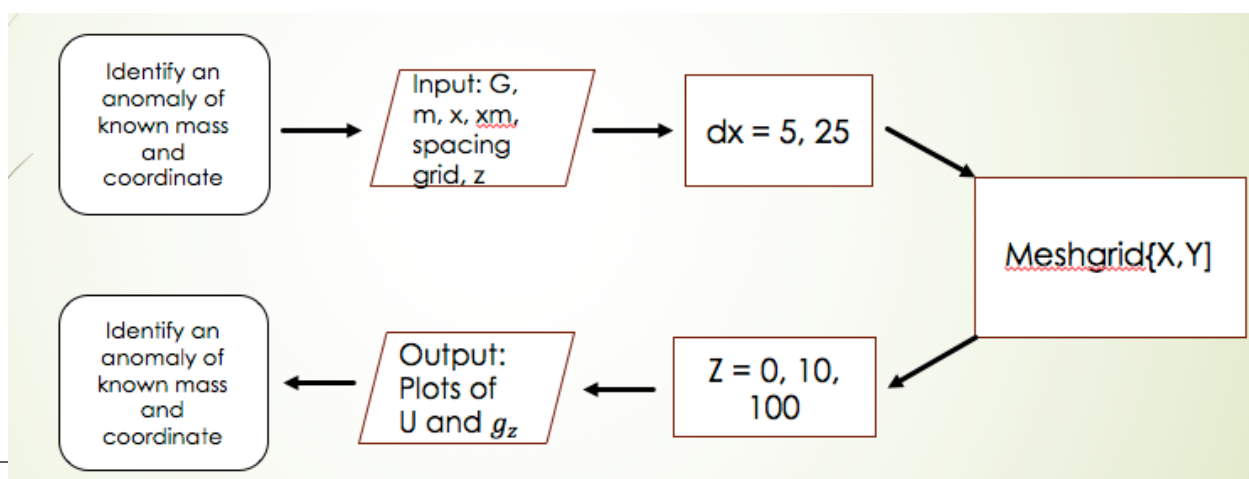 Identify an
anomaly of
known mass
and
coordinate
Input: G,
m, x, xm,
spacing
grid, z
dx = 5, 25
Meshgrid{X,Y]
Z = 0, 10,
100
Output:
Plots of
U and g_z
Identify an
anomaly of
known mass
and
coordinate